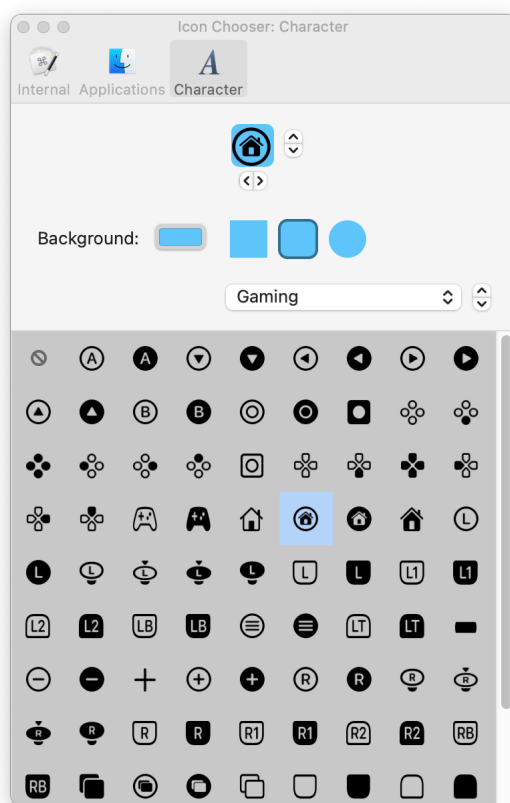 Icon Chooser: Character
Internal Applications Character
Background:
Gaming
A A
B B
L
L L L L L L L L1 L1
L2 L2 LB LB LT LT
R R R R
R R R R R1 R1 R2 R2 RB
RB